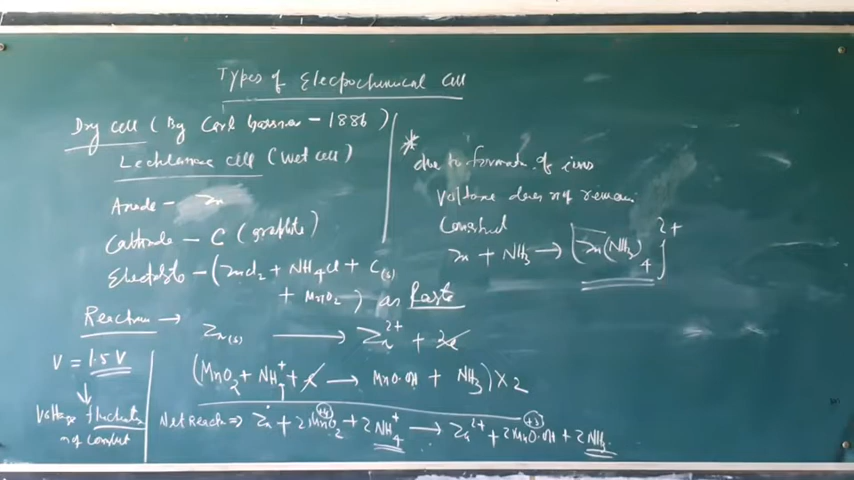 Types of Electrochemical Cell
Dry cell (By Carl Gassner - 1886)
Leclanche cell (wet cell)
Anode - Zn
Cathode - C (graphite)
Electrolyte - (ZnCl2 + NH4Cl + C(s)
+ MnO2) as Paste
Reaction →
Zn(s) → Zn2+ + 2e
(MnO2 + NH4+ + e → MnO.OH + NH3) × 2
Net Reactn ⇒ Zn + 2MnO2 + 2NH4+ → Zn2+ + 2MnO.OH + 2NH3
+4
+3
V = 1.5 V
↓
Voltage
not constant
* due to formation of ions
Voltage does not remain
Constant
Zn + NH3 → [Zn(NH3)4]2+